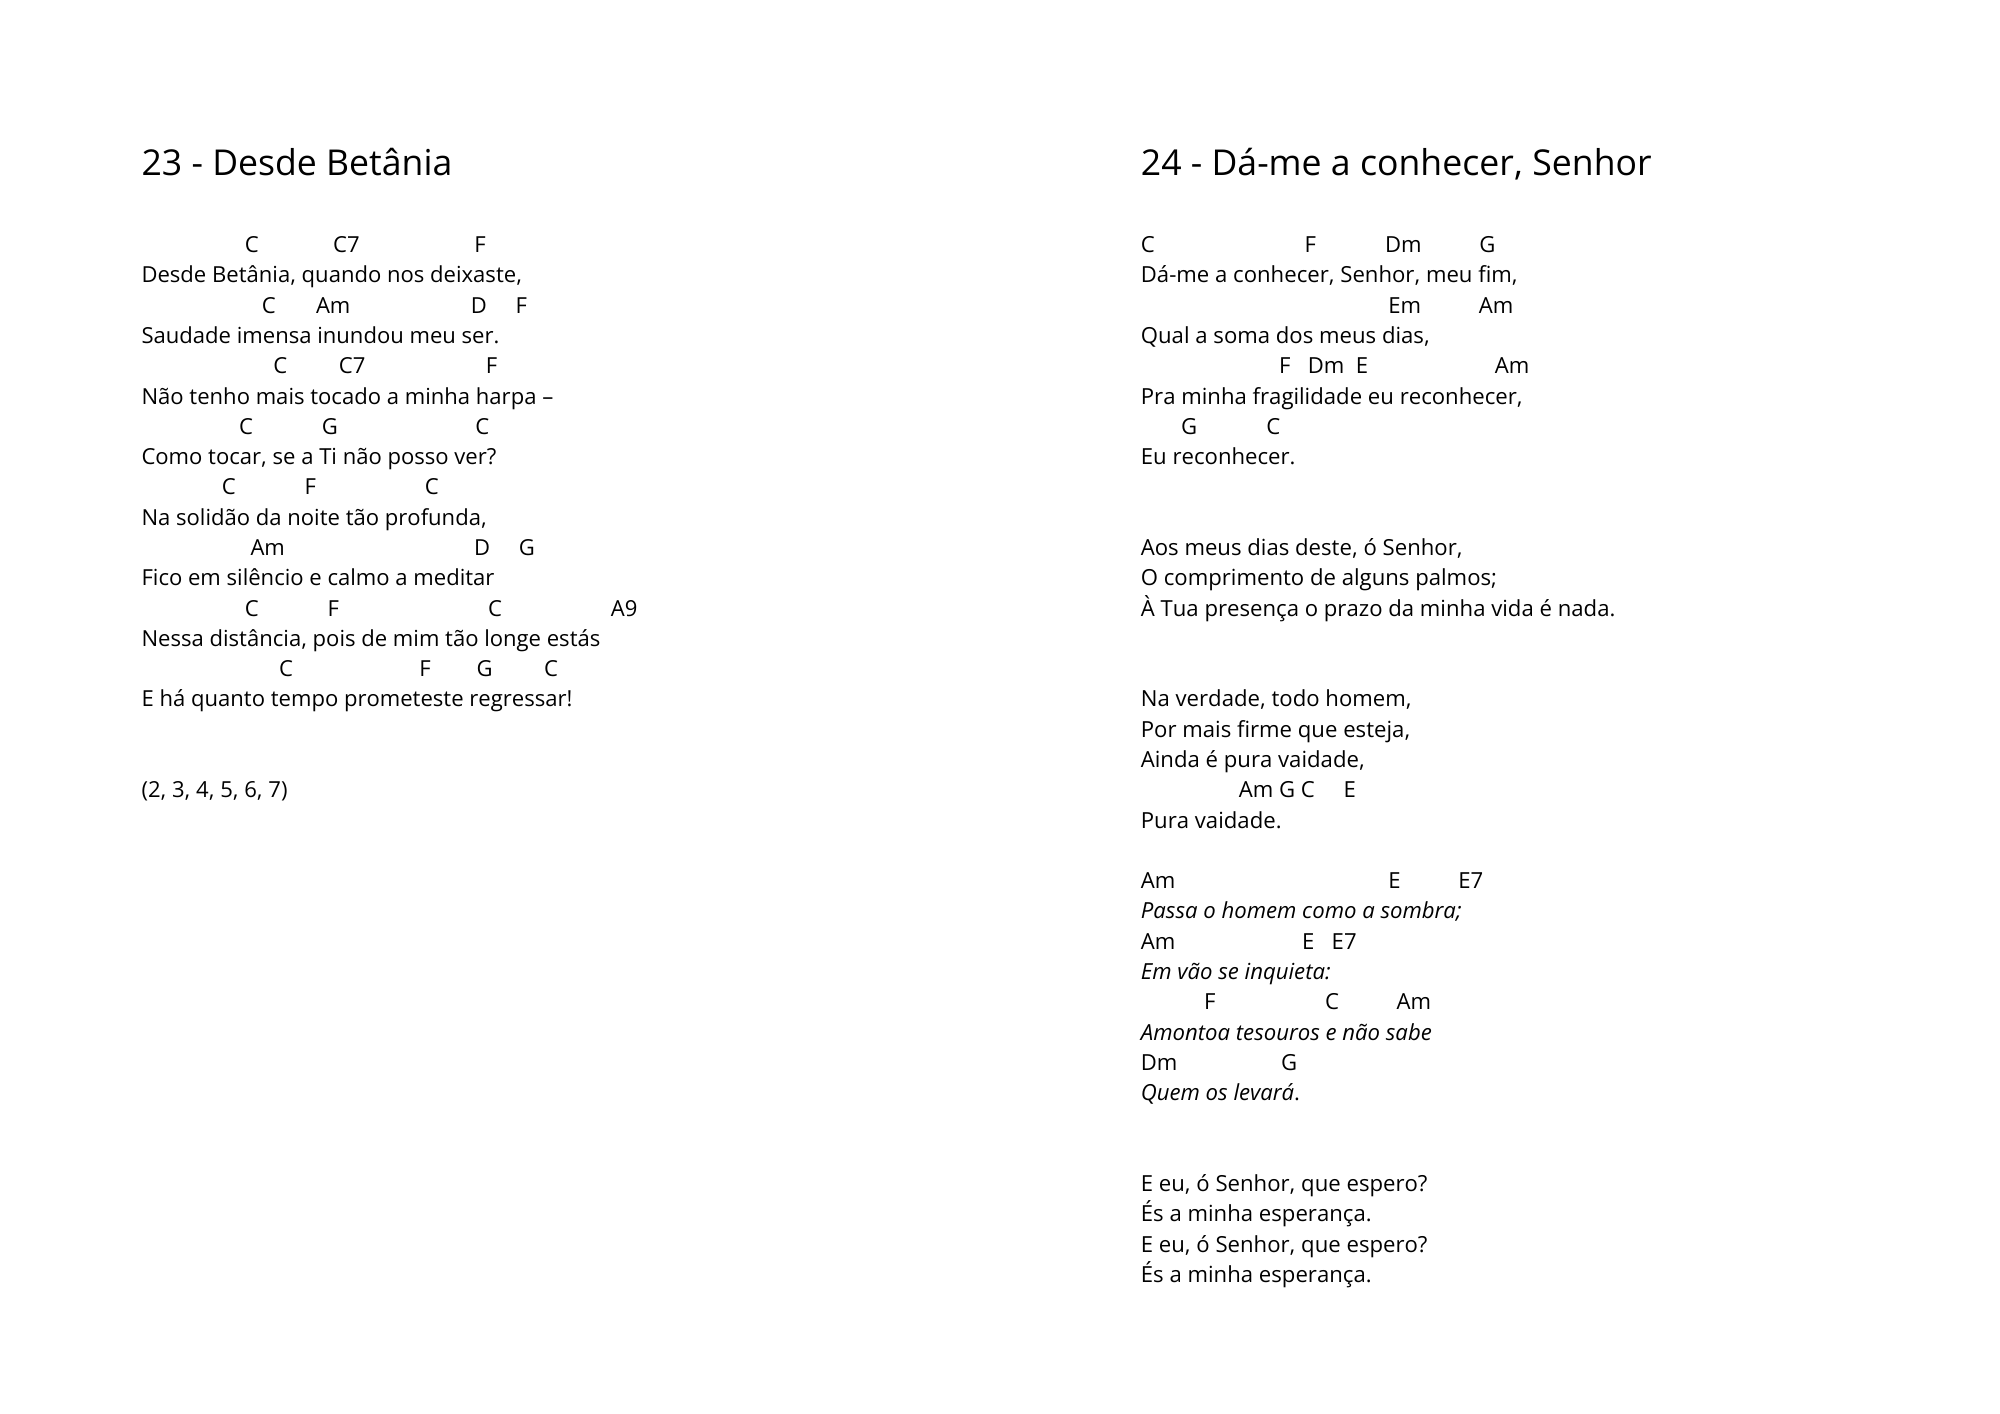 23 - Desde Betânia
C C7 F
Desde Betânia, quando nos deixaste,
C Am D F
Saudade imensa inundou meu ser.
C C7 F
Não tenho mais tocado a minha harpa –
C G C
Como tocar, se a Ti não posso ver?
C F C
Na solidão da noite tão profunda,
Am D G
Fico em silêncio e calmo a meditar
C F C A9
Nessa distância, pois de mim tão longe estás
C F G C
E há quanto tempo prometeste regressar!
(2, 3, 4, 5, 6, 7)
24 - Dá-me a conhecer, Senhor
C F Dm G
Dá-me a conhecer, Senhor, meu fim,
Em Am
Qual a soma dos meus dias,
F Dm E Am
Pra minha fragilidade eu reconhecer,
G C
Eu reconhecer.
Aos meus dias deste, ó Senhor,
O comprimento de alguns palmos;
À Tua presença o prazo da minha vida é nada.
Na verdade, todo homem,
Por mais firme que esteja,
Ainda é pura vaidade,
Am G C E
Pura vaidade.
Am E E7
Passa o homem como a sombra;
Am E E7
Em vão se inquieta:
F C Am
Amontoa tesouros e não sabe
Dm G
Quem os levará.
E eu, ó Senhor, que espero?
És a minha esperança.
E eu, ó Senhor, que espero?
És a minha esperança.